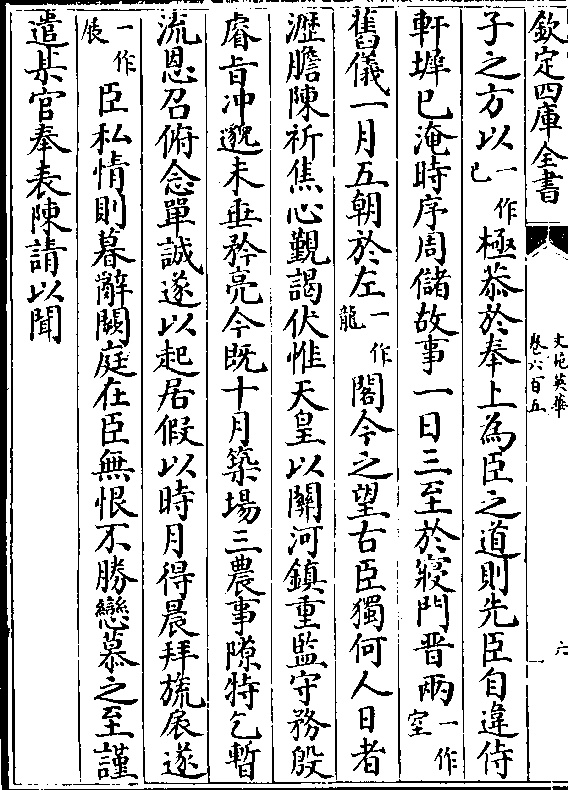 欽定四庫全書
文苑英華
卷六百五
六
子之方以一作已極恭於奉上為臣之道則先臣自違侍
軒墀已淹時序周儲故事一日三至於寢門晋兩一作室
舊儀一月五朝於左一作龍閣今之望古臣獨何人日者
瀝膽陳祈焦心覲謁伏惟天皇以關河鎮重監守務殷
睿旨冲邈未垂矜亮今既十月築場三農事隙特乞暫
流恩召俯念單誠遂以起居假以時月得晨拜旒扆遂
一作展臣私情則暮辭闕庭在臣無恨不勝戀慕之至謹
遣某官奉表陳請以聞